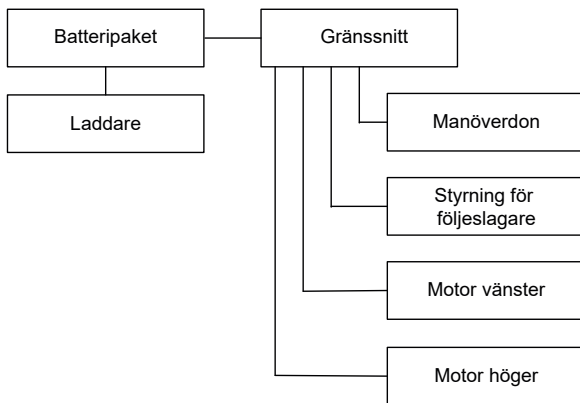 Batteripaket
Gränssnitt
Laddare
Manöverdon
Styrning för
följeslagare
Motor vänster
Motor höger